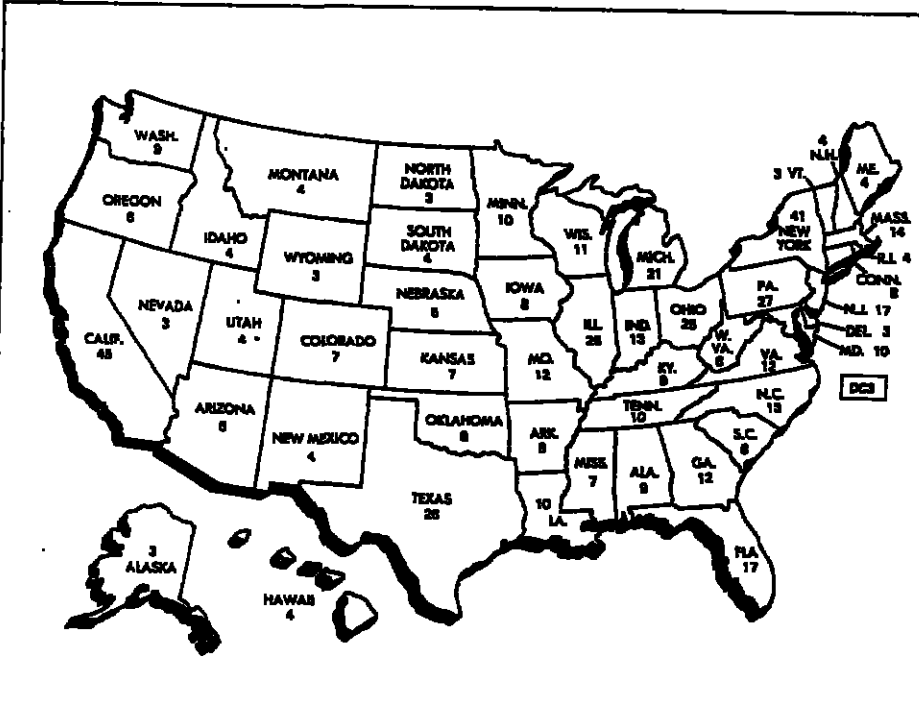 WASH.
9
OREGON
6
CALIF.
45
NEVADA
3
IDAHO
4
MONTANA
4
WYOMING
3
UTAH
4
ARIZONA
6
COLORADO
7
NEW MEXICO
4
NORTH
DAKOTA
3
SOUTH
DAKOTA
4
NEBRASKA
5
KANSAS
7
OKLAHOMA
8
TEXAS
26
MINN.
10
IOWA
8
MO.
12
ARK.
6
10
LA.
WIS.
11
ILL.
26
MICH.
21
IND.
13
OHIO
25
KY.
9
TENN.
10
MISS.
7
ALA.
9
GA.
12
FLA
17
S.C.
8
N.C.
13
VA.
12
W.
VA.
6
PA.
27
41
NEW
YORK
3 VT.
4
N.H.
ME.
4
MASS.
14
R.I. 4
CONN.
8
N.J. 17
DEL 3
MD. 10
DC3
3
ALASKA
HAWAII
4